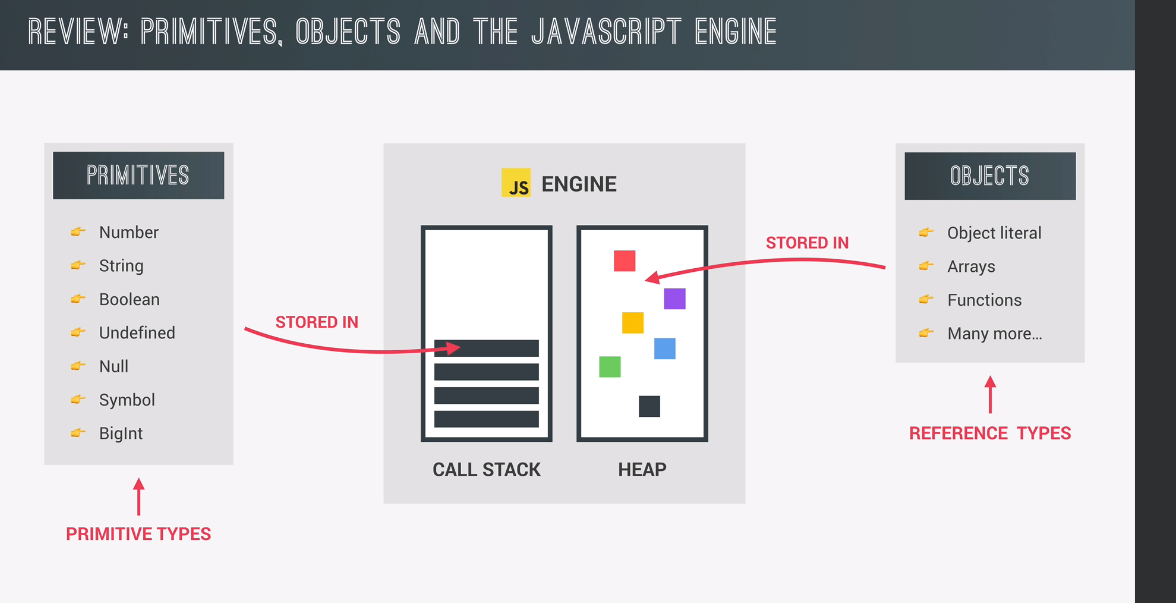 REVIEW: PRIMITIVES, OBJECTS AND THE JAVASCRIPT ENGINE
PRIMITIVES
Number
String
Boolean
Undefined
Null
Symbol
BigInt
PRIMITIVE TYPES
STORED IN
JS ENGINE
CALL STACK
HEAP
STORED IN
OBJECTS
Object literal
Arrays
Functions
Many more…
REFERENCE TYPES